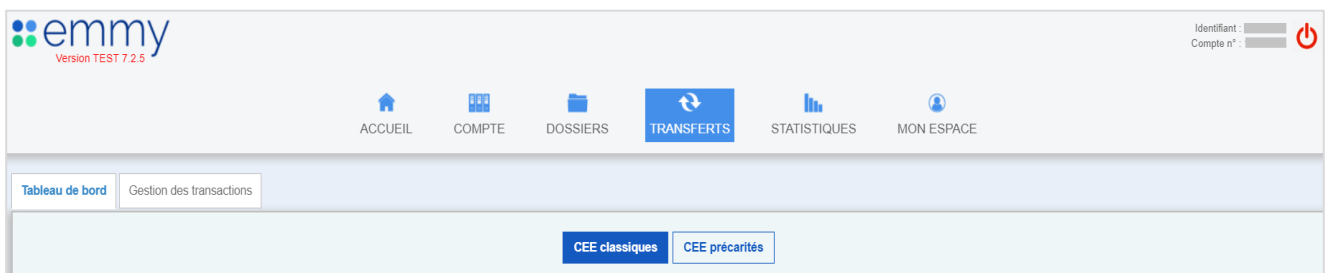 emmy
Version TEST 7.2.5
Identifiant :
Compte n° :
ACCUEIL COMPTE DOSSIERS TRANSFERTS STATISTIQUES MON ESPACE
Tableau de bord Gestion des transactions
CEE classiques CEE précarités